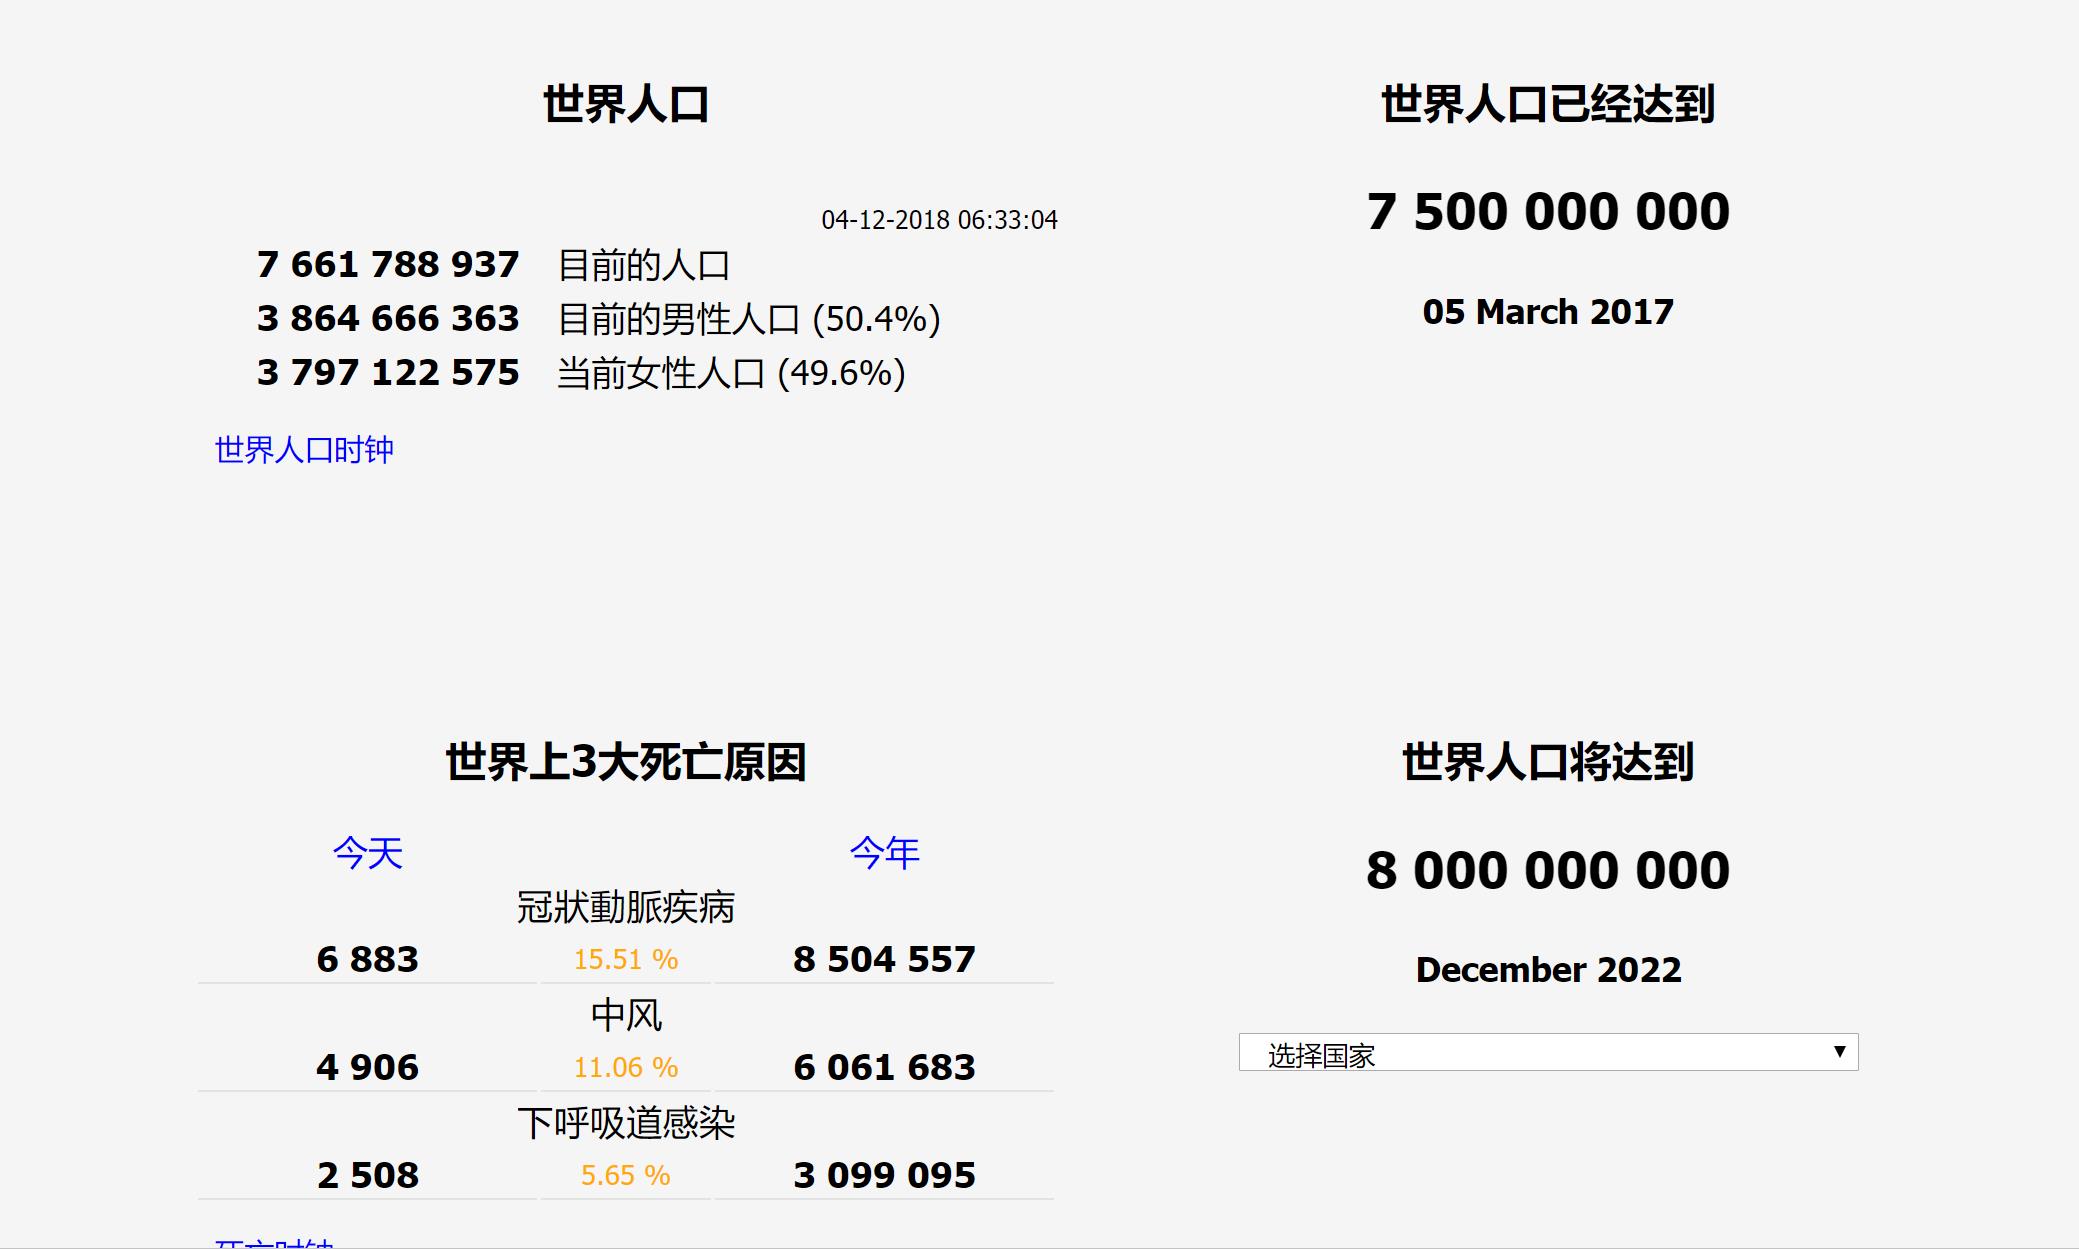 世界人口
04-12-2018 06:33:04
7 661 788 937 目前的人口
3 864 666 363 目前的男性人口 (50.4%)
3 797 122 575 当前女性人口 (49.6%)
世界人口时钟
世界人口已经达到
7 500 000 000
05 March 2017
世界上3大死亡原因
今天 今年
冠狀動脈疾病
6 883 15.51 % 8 504 557
中风
4 906 11.06 % 6 061 683
下呼吸道感染
2 508 5.65 % 3 099 095
死亡时钟
世界人口将达到
8 000 000 000
December 2022
选择国家